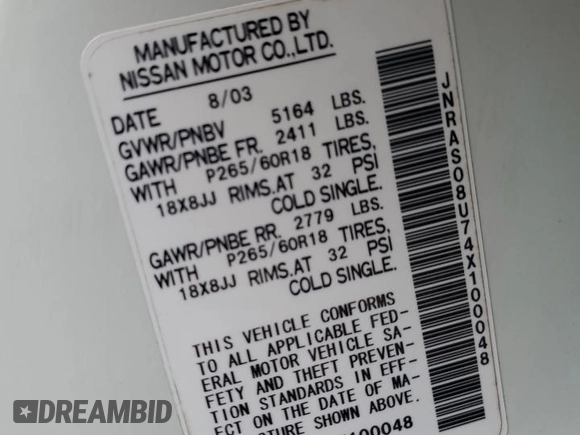 MANUFACTURED BY
NISSAN MOTOR CO.,LTD.
DATE 8/03
GVWR/PNBV 5164 LBS.
GAWR/PNBE FR. 2411 LBS.
WITH P265/60R18 TIRES,
18X8JJ RIMS.AT 32 PSI
COLD SINGLE.
GAWR/PNBE RR. 2779 LBS.
WITH P265/60R18 TIRES,
18X8JJ RIMS.AT 32 PSI
COLD SINGLE.
THIS VEHICLE CONFORMS
TO ALL APPLICABLE FED-
ERAL MOTOR VEHICLE SA-
FETY AND THEFT PREVEN-
TION STANDARDS IN EFF-
ECT ON THE DATE OF MA-
CTURE SHOWN ABOVE.
100048
JNRAS08U74X100048
DREAMBID